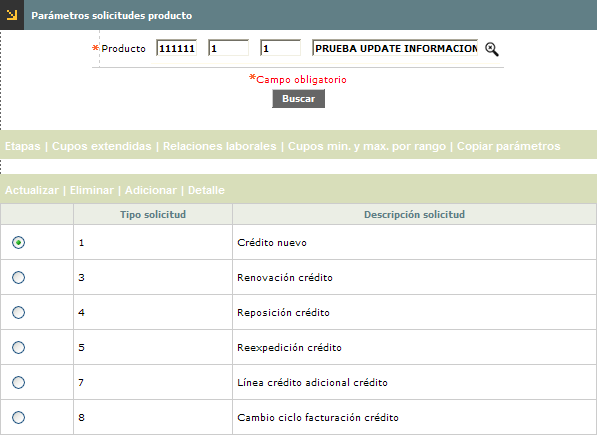 Parámetros solicitudes producto
* Producto 111111 1 1 PRUEBA UPDATE INFORMACION
*Campo obligatorio
Buscar
Etapas | Cupos extendidas | Relaciones laborales | Cupos min. y max. por rango | Copiar parámetros
Actualizar | Eliminar | Adicionar | Detalle
Tipo solicitud Descripción solicitud
1 Crédito nuevo
3 Renovación crédito
4 Reposición crédito
5 Reexpedición crédito
7 Línea crédito adicional crédito
8 Cambio ciclo facturación crédito